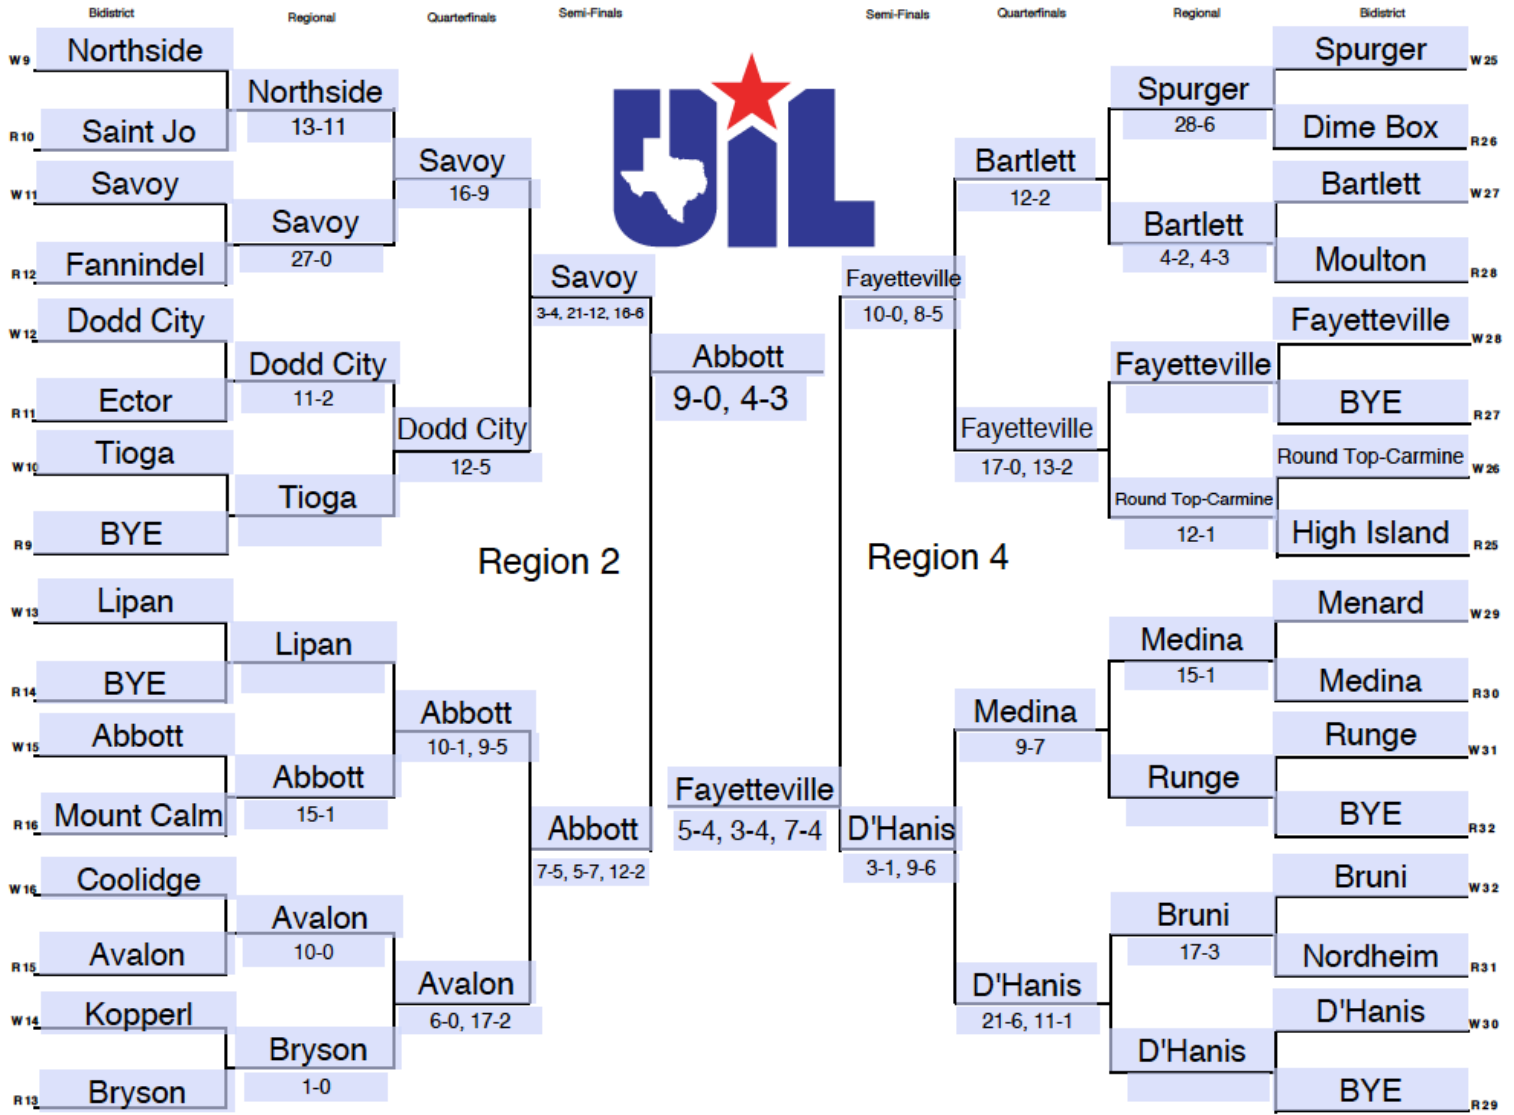 Bidistrict
Regional
Quarterfinals
Semi-Finals
Semi-Finals
Quarterfinals
Regional
Bidistrict
W 9
Northside
R 10
Saint Jo
W 11
Savoy
R 12
Fannindel
W 12
Dodd City
R 11
Ector
W 10
Tioga
R 9
BYE
W 13
Lipan
R 14
BYE
W 15
Abbott
R 16
Mount Calm
W 16
Coolidge
R 15
Avalon
W 14
Kopperl
R 13
Bryson
Northside
13-11
Savoy
27-0
Dodd City
11-2
Tioga
Lipan
Abbott
15-1
Avalon
10-0
Bryson
1-0
Savoy
16-9
Dodd City
12-5
Abbott
10-1, 9-5
Avalon
6-0, 17-2
Savoy
3-4, 21-12, 16-6
Abbott
7-5, 5-7, 12-2
Region 2
UIL
Abbott
9-0, 4-3
Fayetteville
5-4, 3-4, 7-4
Region 4
Fayetteville
10-0, 8-5
D'Hanis
3-1, 9-6
Bartlett
12-2
Fayetteville
17-0, 13-2
Medina
9-7
D'Hanis
21-6, 11-1
Spurger
28-6
Bartlett
4-2, 4-3
Fayetteville
Round Top-Carmine
12-1
Medina
15-1
Runge
Bruni
17-3
D'Hanis
Spurger
W 25
Dime Box
R 26
Bartlett
W 27
Moulton
R 28
Fayetteville
W 28
BYE
R 27
Round Top-Carmine
W 26
High Island
R 25
Menard
W 29
Medina
R 30
Runge
W 31
BYE
R 32
Bruni
W 32
Nordheim
R 31
D'Hanis
W 30
BYE
R 29